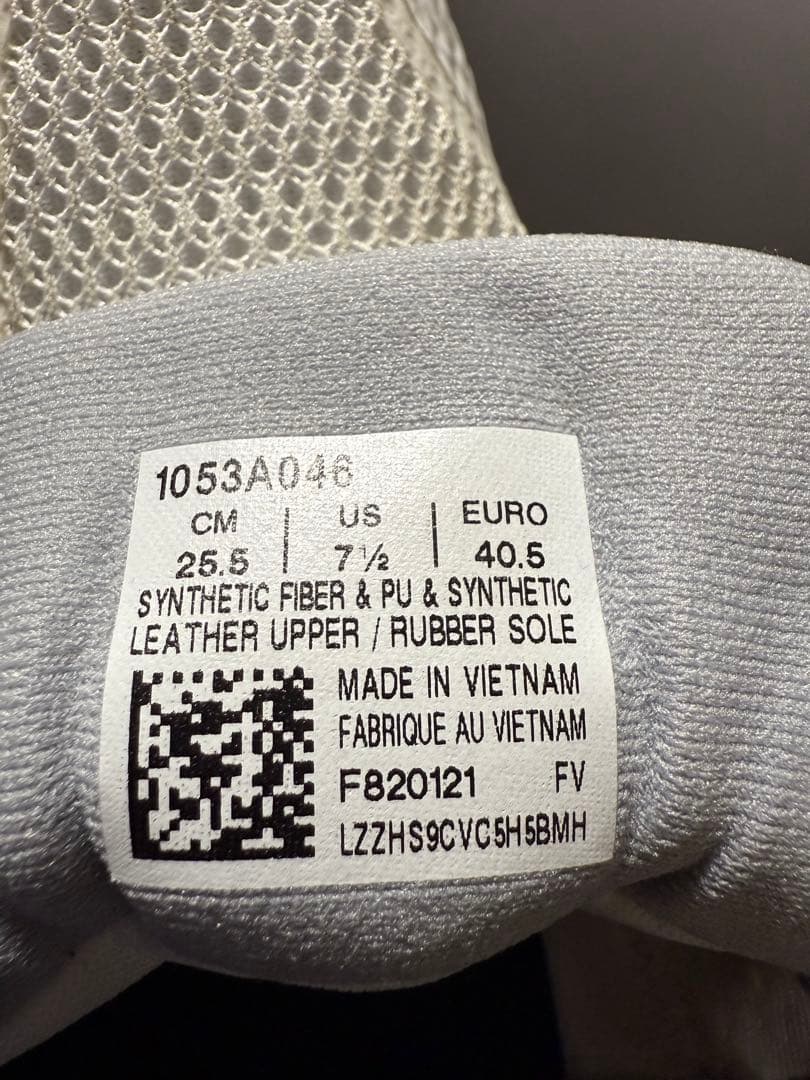 1053A046
CM | US | EURO
25.5 | 7½ | 40.5
SYNTHETIC FIBER & PU & SYNTHETIC
LEATHER UPPER / RUBBER SOLE
MADE IN VIETNAM
FABRIQUE AU VIETNAM
F820121 FV
LZZHS9CVC5H5BMH